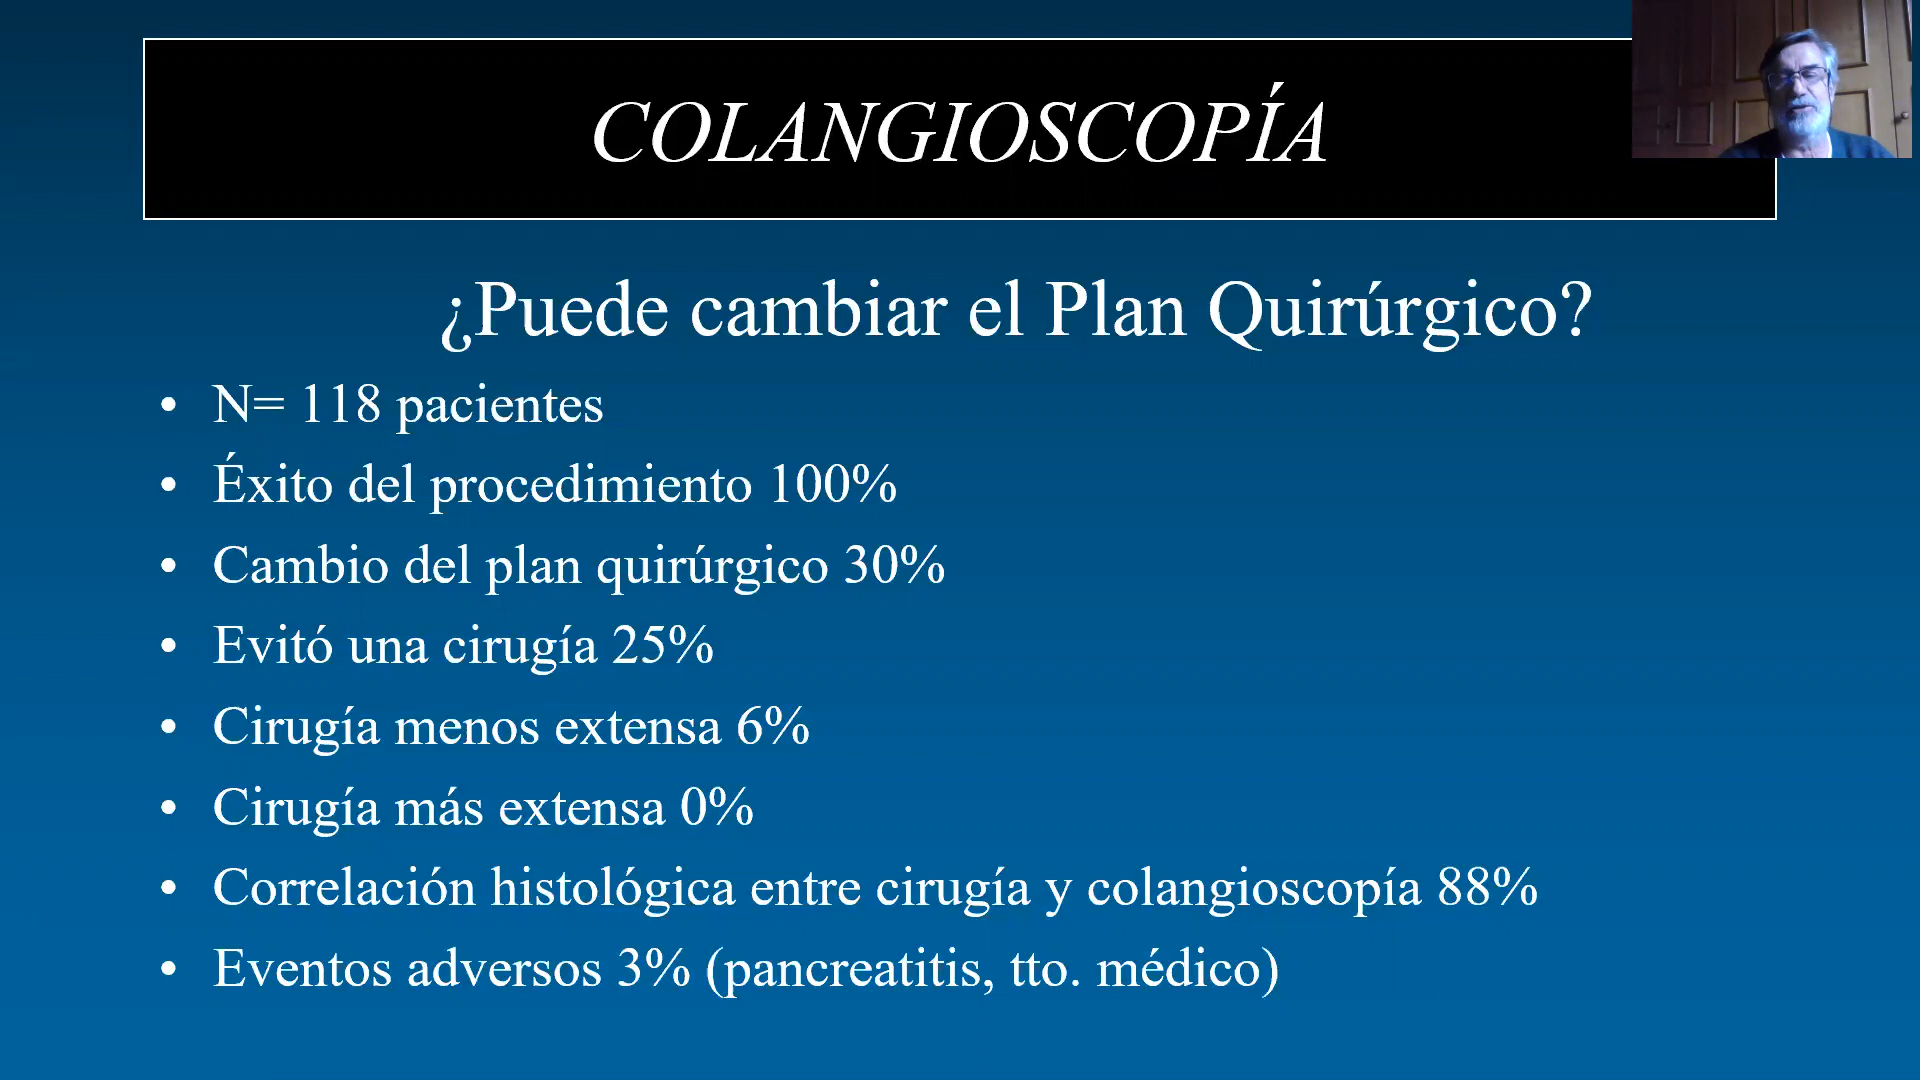 COLANGIOSCOPÍA
¿Puede cambiar el Plan Quirúrgico?
• N= 118 pacientes
• Éxito del procedimiento 100%
• Cambio del plan quirúrgico 30%
• Evitó una cirugía 25%
• Cirugía menos extensa 6%
• Cirugía más extensa 0%
• Correlación histológica entre cirugía y colangioscopía 88%
• Eventos adversos 3% (pancreatitis, tto. médico)